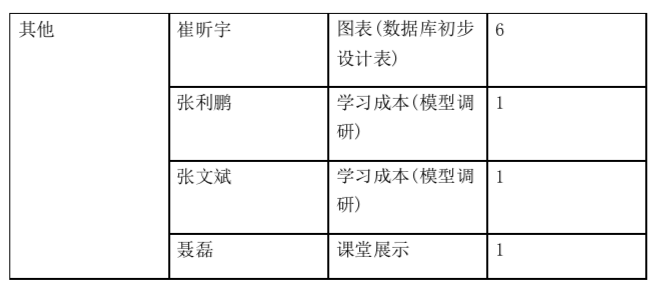 其他 崔昕宇 图表(数据库初步 6
设计表)
张利鹏 学习成本(模型调 1
研)
张文斌 学习成本(模型调 1
研)
聂磊 课堂展示 1